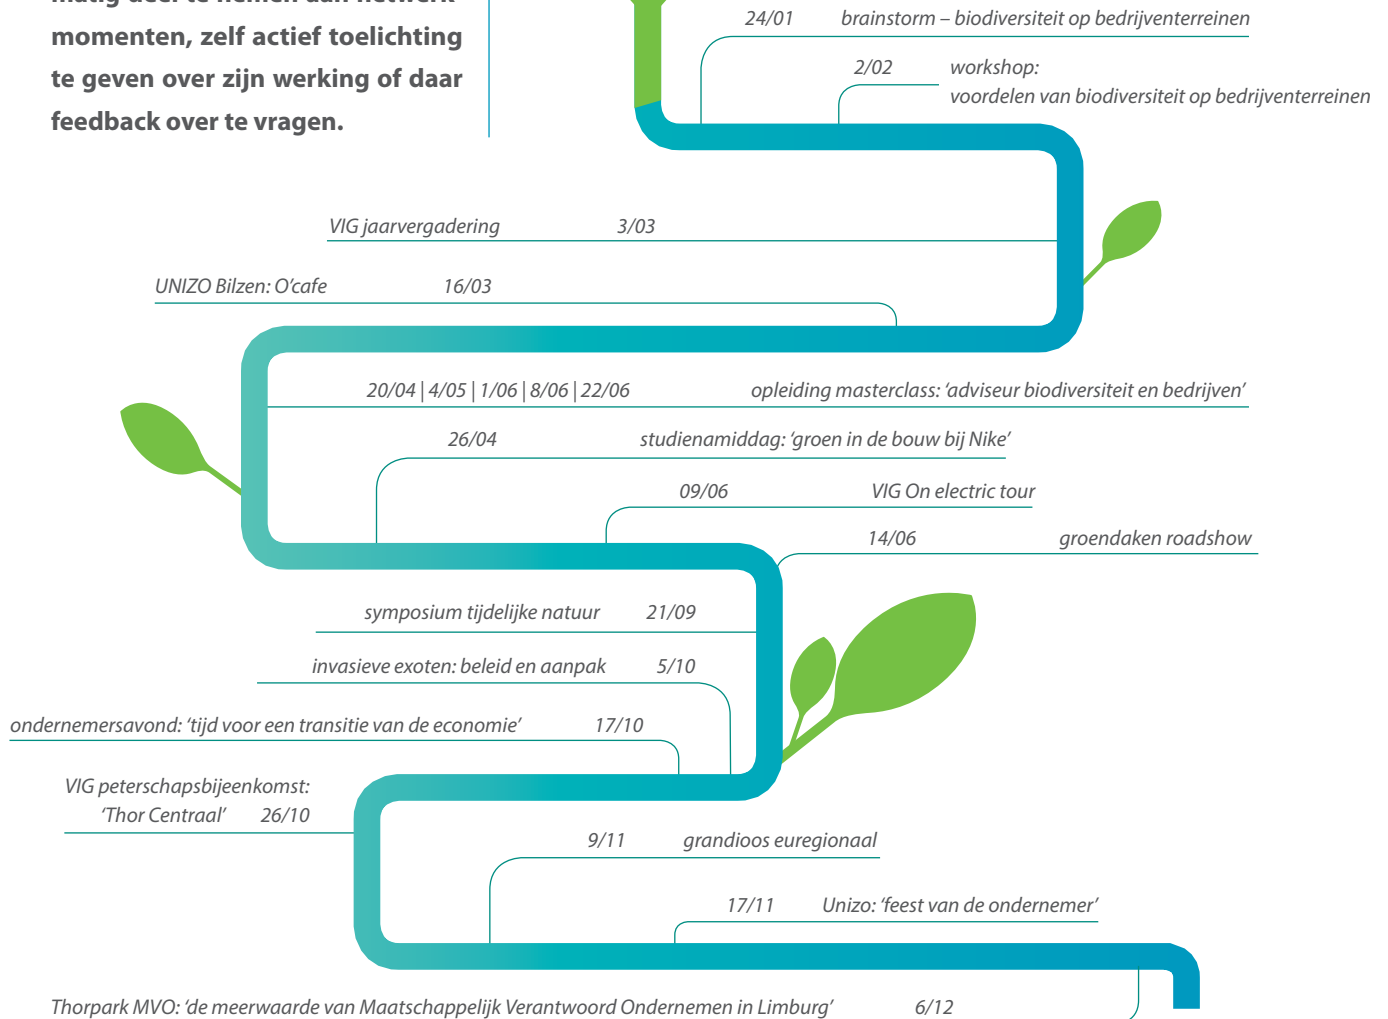 matig deel te nemen aan netwerk-
momenten, zelf actief toelichting
te geven over zijn werking of daar
feedback over te vragen.
24/01 brainstorm – biodiversiteit op bedrijventerreinen
2/02 workshop:
voordelen van biodiversiteit op bedrijventerreinen
VIG jaarvergadering 3/03
UNIZO Bilzen: O’cafe 16/03
20/04 | 4/05 | 1/06 | 8/06 | 22/06 opleiding masterclass: ‘adviseur biodiversiteit en bedrijven’
26/04 studienamiddag: ‘groen in de bouw bij Nike’
09/06 VIG On electric tour
14/06 groendaken roadshow
symposium tijdelijke natuur 21/09
invasieve exoten: beleid en aanpak 5/10
ondernemersavond: ‘tijd voor een transitie van de economie’ 17/10
VIG peterschapsbijeenkomst:
‘Thor Centraal’ 26/10
9/11 grandioos euregionaal
17/11 Unizo: ‘feest van de ondernemer’
Thorpark MVO: ‘de meerwaarde van Maatschappelijk Verantwoord Ondernemen in Limburg’ 6/12